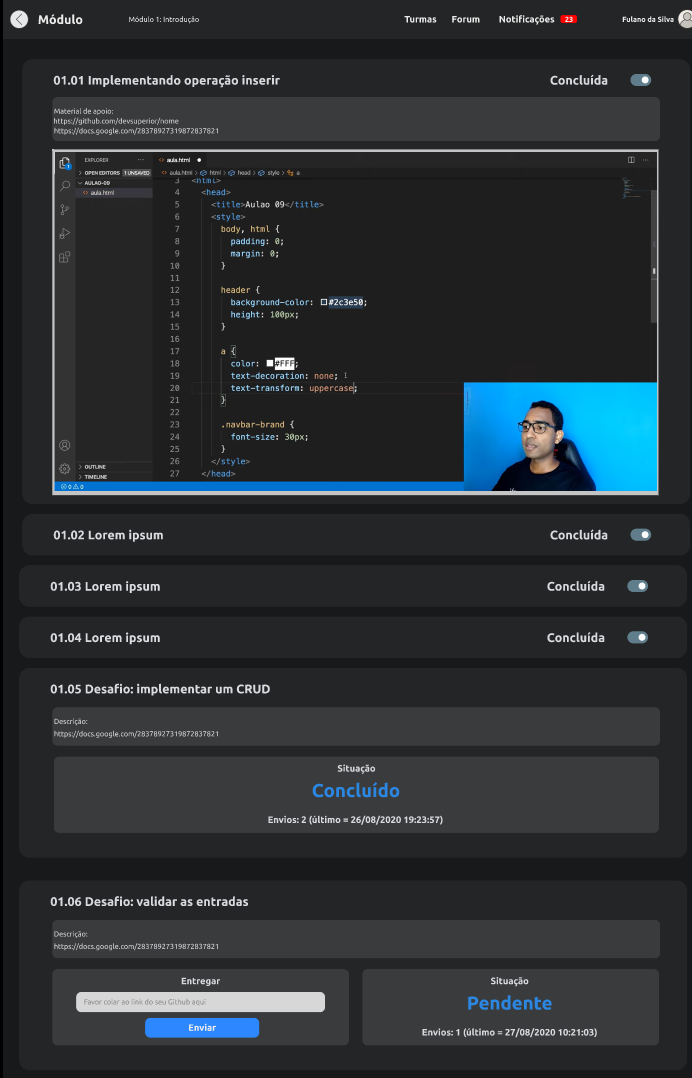 Módulo
Módulo 1: Introdução
Turmas Forum Notificações 23 Fulano da Silva
01.01 Implementando operação inserir
Concluída
Material de apoio:
https://github.com/devsuperior/nome
https://docs.google.com/28378927319872837821
EXPLORER
OPEN EDITORS 1 UNSAVED
AULAO-09
aula.html
OUTLINE
TIMELINE
0 0
aula.html
aula.html > html > head > style > a
3 <html>
4 <head>
5 <title>Aulao 09</title>
6 <style>
7 body, html {
8 padding: 0;
9 margin: 0;
10 }
11
12 header {
13 background-color: #2c3e50;
14 height: 100px;
15 }
16
17 a {
18 color: #FFF;
19 text-decoration: none;
20 text-transform: uppercase;
21 }
22
23 .navbar-brand {
24 font-size: 30px;
25 }
26 </style>
27 </head>
01.02 Lorem ipsum
Concluída
01.03 Lorem ipsum
Concluída
01.04 Lorem ipsum
Concluída
01.05 Desafio: implementar um CRUD
Descrição:
https://docs.google.com/28378927319872837821
Situação
Concluído
Envios: 2 (último = 26/08/2020 19:23:57)
01.06 Desafio: validar as entradas
Descrição:
https://docs.google.com/28378927319872837821
Entregar
Favor colar ao link do seu Github aqui
Enviar
Situação
Pendente
Envios: 1 (último = 27/08/2020 10:21:03)